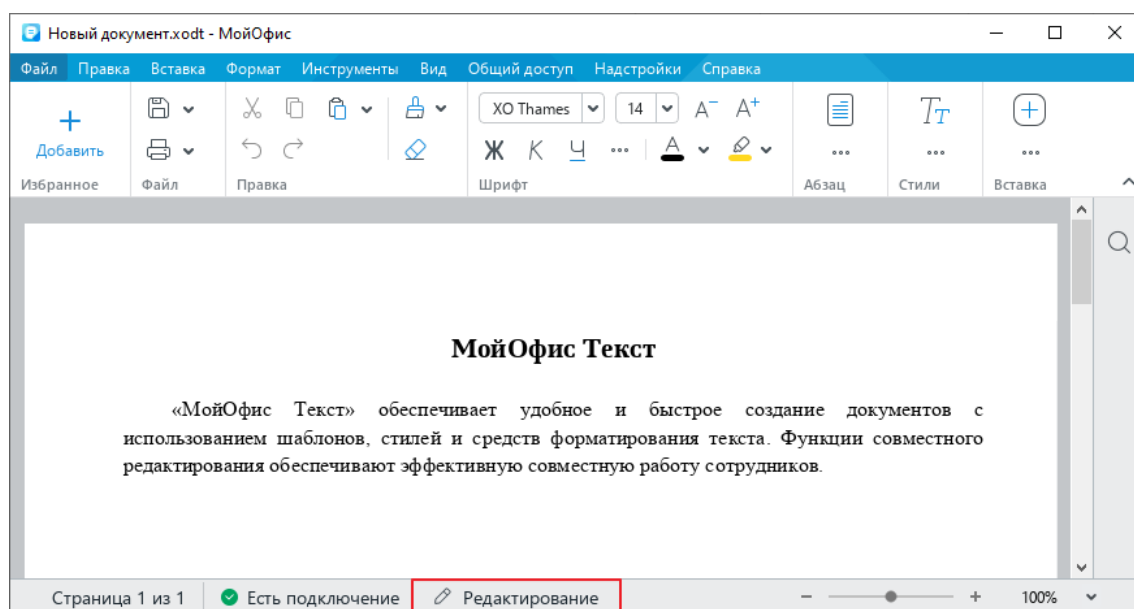 Новый документ.xodt - МойОфис
Файл Правка Вставка Формат Инструменты Вид Общий доступ Надстройки Справка
XO Thames 14 A⁻ A⁺ Тт
Добавить Ж К Ч A
Избранное Файл Правка Шрифт Абзац Стили Вставка
МойОфис Текст
«МойОфис Текст» обеспечивает удобное и быстрое создание документов с
использованием шаблонов, стилей и средств форматирования текста. Функции совместного
редактирования обеспечивают эффективную совместную работу сотрудников.
Страница 1 из 1 Есть подключение Редактирование 100%